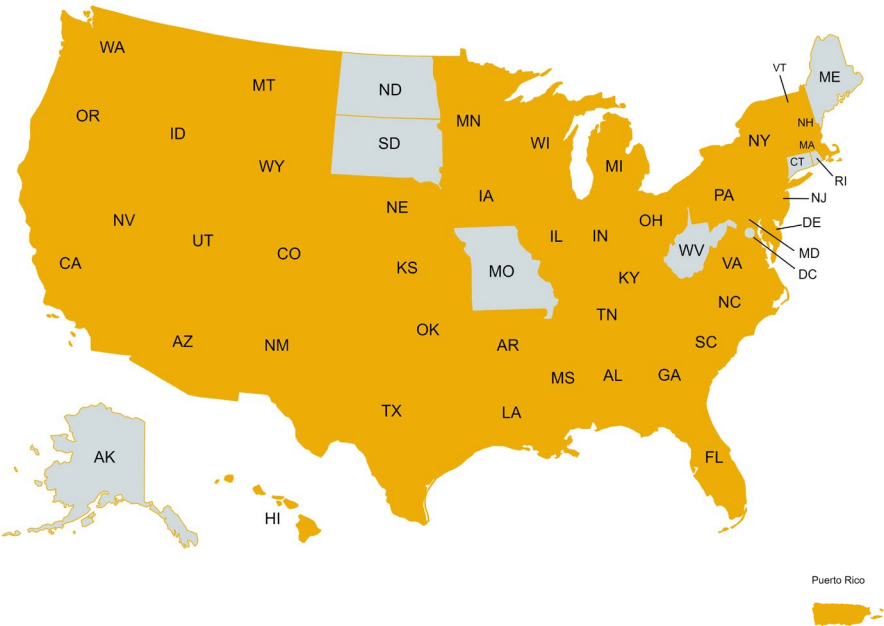 WA
MT
ND
ME
VT
OR
ID
MN
NH
SD
WI
NY
MA
WY
MI
CT
RI
NE
IA
PA
NJ
NV
UT
CO
IL
IN
OH
DE
CA
KS
MO
WV
VA
MD
DC
KY
NC
OK
TN
AZ
NM
AR
SC
MS
AL
GA
TX
LA
AK
FL
HI
Puerto Rico